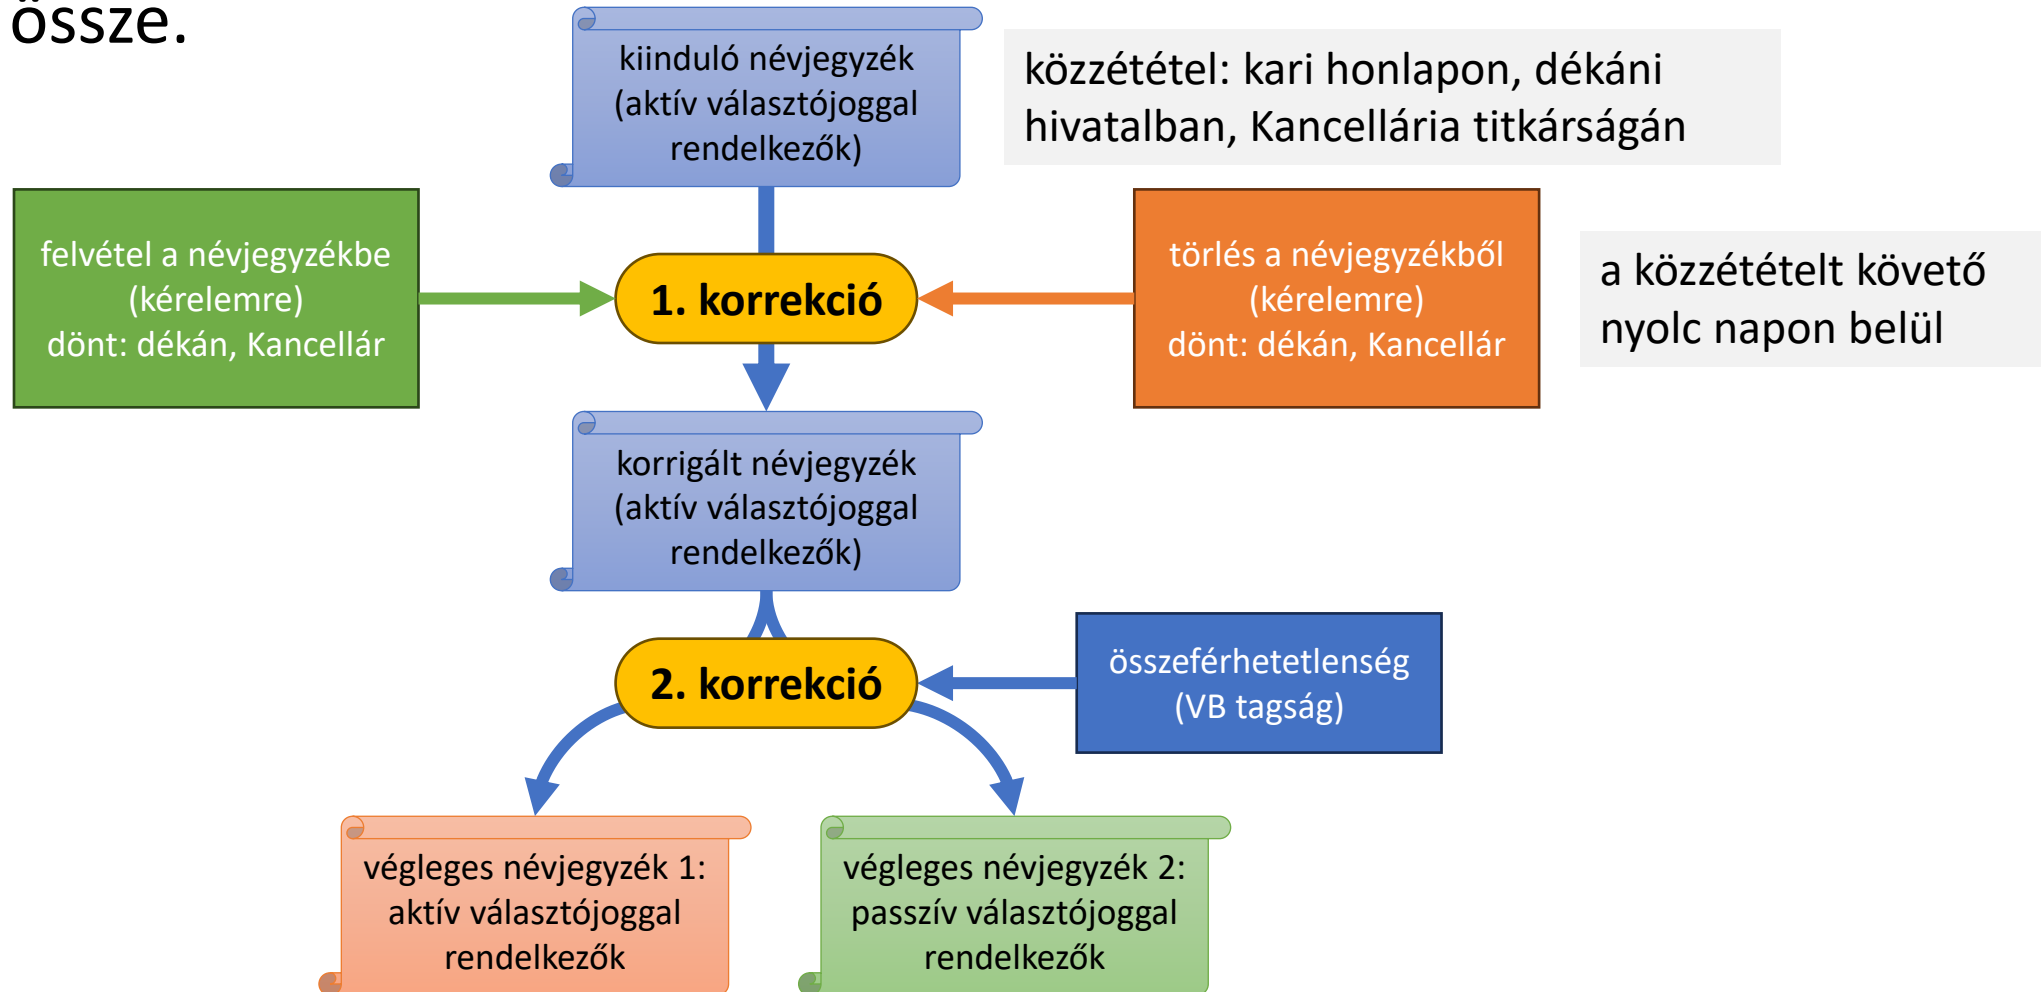 össze.
kiinduló névjegyzék
(aktív választójoggal
rendelkezők)
közzététel: kari honlapon, dékáni
hivatalban, Kancellária titkárságán
felvétel a névjegyzékbe
(kérelemre)
dönt: dékán, Kancellár
1. korrekció
törlés a névjegyzékből
(kérelemre)
dönt: dékán, Kancellár
a közzétételt követő
nyolc napon belül
korrigált névjegyzék
(aktív választójoggal
rendelkezők)
2. korrekció
összeférhetetlenség
(VB tagság)
végleges névjegyzék 1:
aktív választójoggal
rendelkezők
végleges névjegyzék 2:
passzív választójoggal
rendelkezők